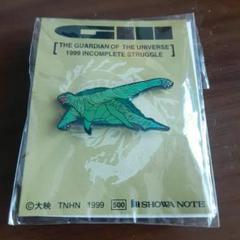 GIII
THE GUARDIAN OF THE UNIVERSE
1999 INCOMPLETE STRUGGLE
©大映 TNHN 1999 500 SHOWA NOTE